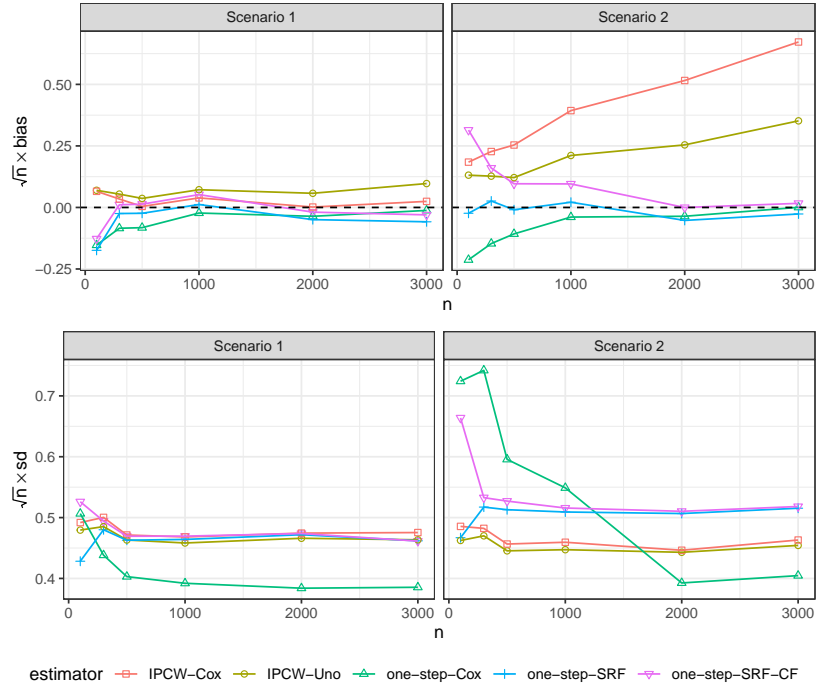 Scenario 1
Scenario 2
√n × bias
0.50
0.25
0.00
−0.25
0
1000
2000
3000
0
1000
2000
3000
n
Scenario 1
Scenario 2
√n × sd
0.7
0.6
0.5
0.4
0
1000
2000
3000
0
1000
2000
3000
n
estimator
IPCW−Cox
IPCW−Uno
one−step−Cox
one−step−SRF
one−step−SRF−CF